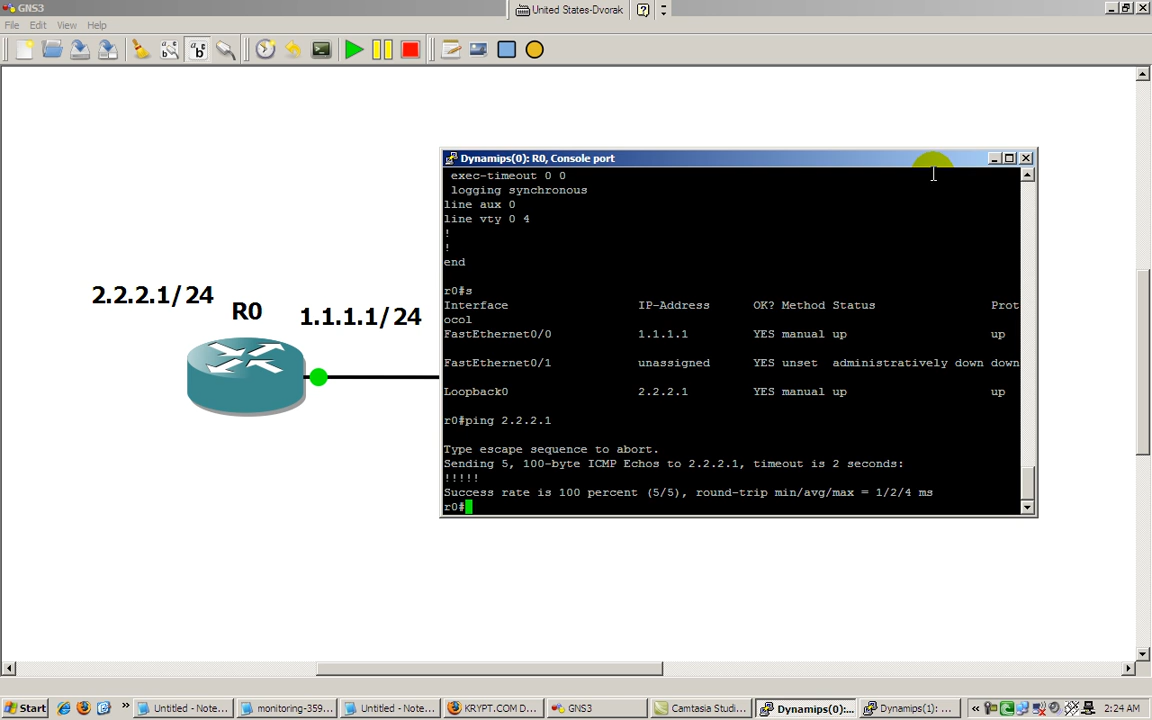 GNS3
United States-Dvorak
File Edit View Help
2.2.2.1/24
R0
1.1.1.1/24
Dynamips(0): R0, Console port
exec-timeout 0 0
logging synchronous
line aux 0
line vty 0 4
!
!
end
r0#s
Interface IP-Address OK? Method Status Prot
ocol
FastEthernet0/0 1.1.1.1 YES manual up up
FastEthernet0/1 unassigned YES unset administratively down down
Loopback0 2.2.2.1 YES manual up up
r0#ping 2.2.2.1
Type escape sequence to abort.
Sending 5, 100-byte ICMP Echos to 2.2.2.1, timeout is 2 seconds:
!!!!!
Success rate is 100 percent (5/5), round-trip min/avg/max = 1/2/4 ms
r0#
Start Untitled - Note... monitoring-359... Untitled - Note... KRYPT.COM D... GNS3 Camtasia Studi... Dynamips(0):... Dynamips(1): ... 2:24 AM